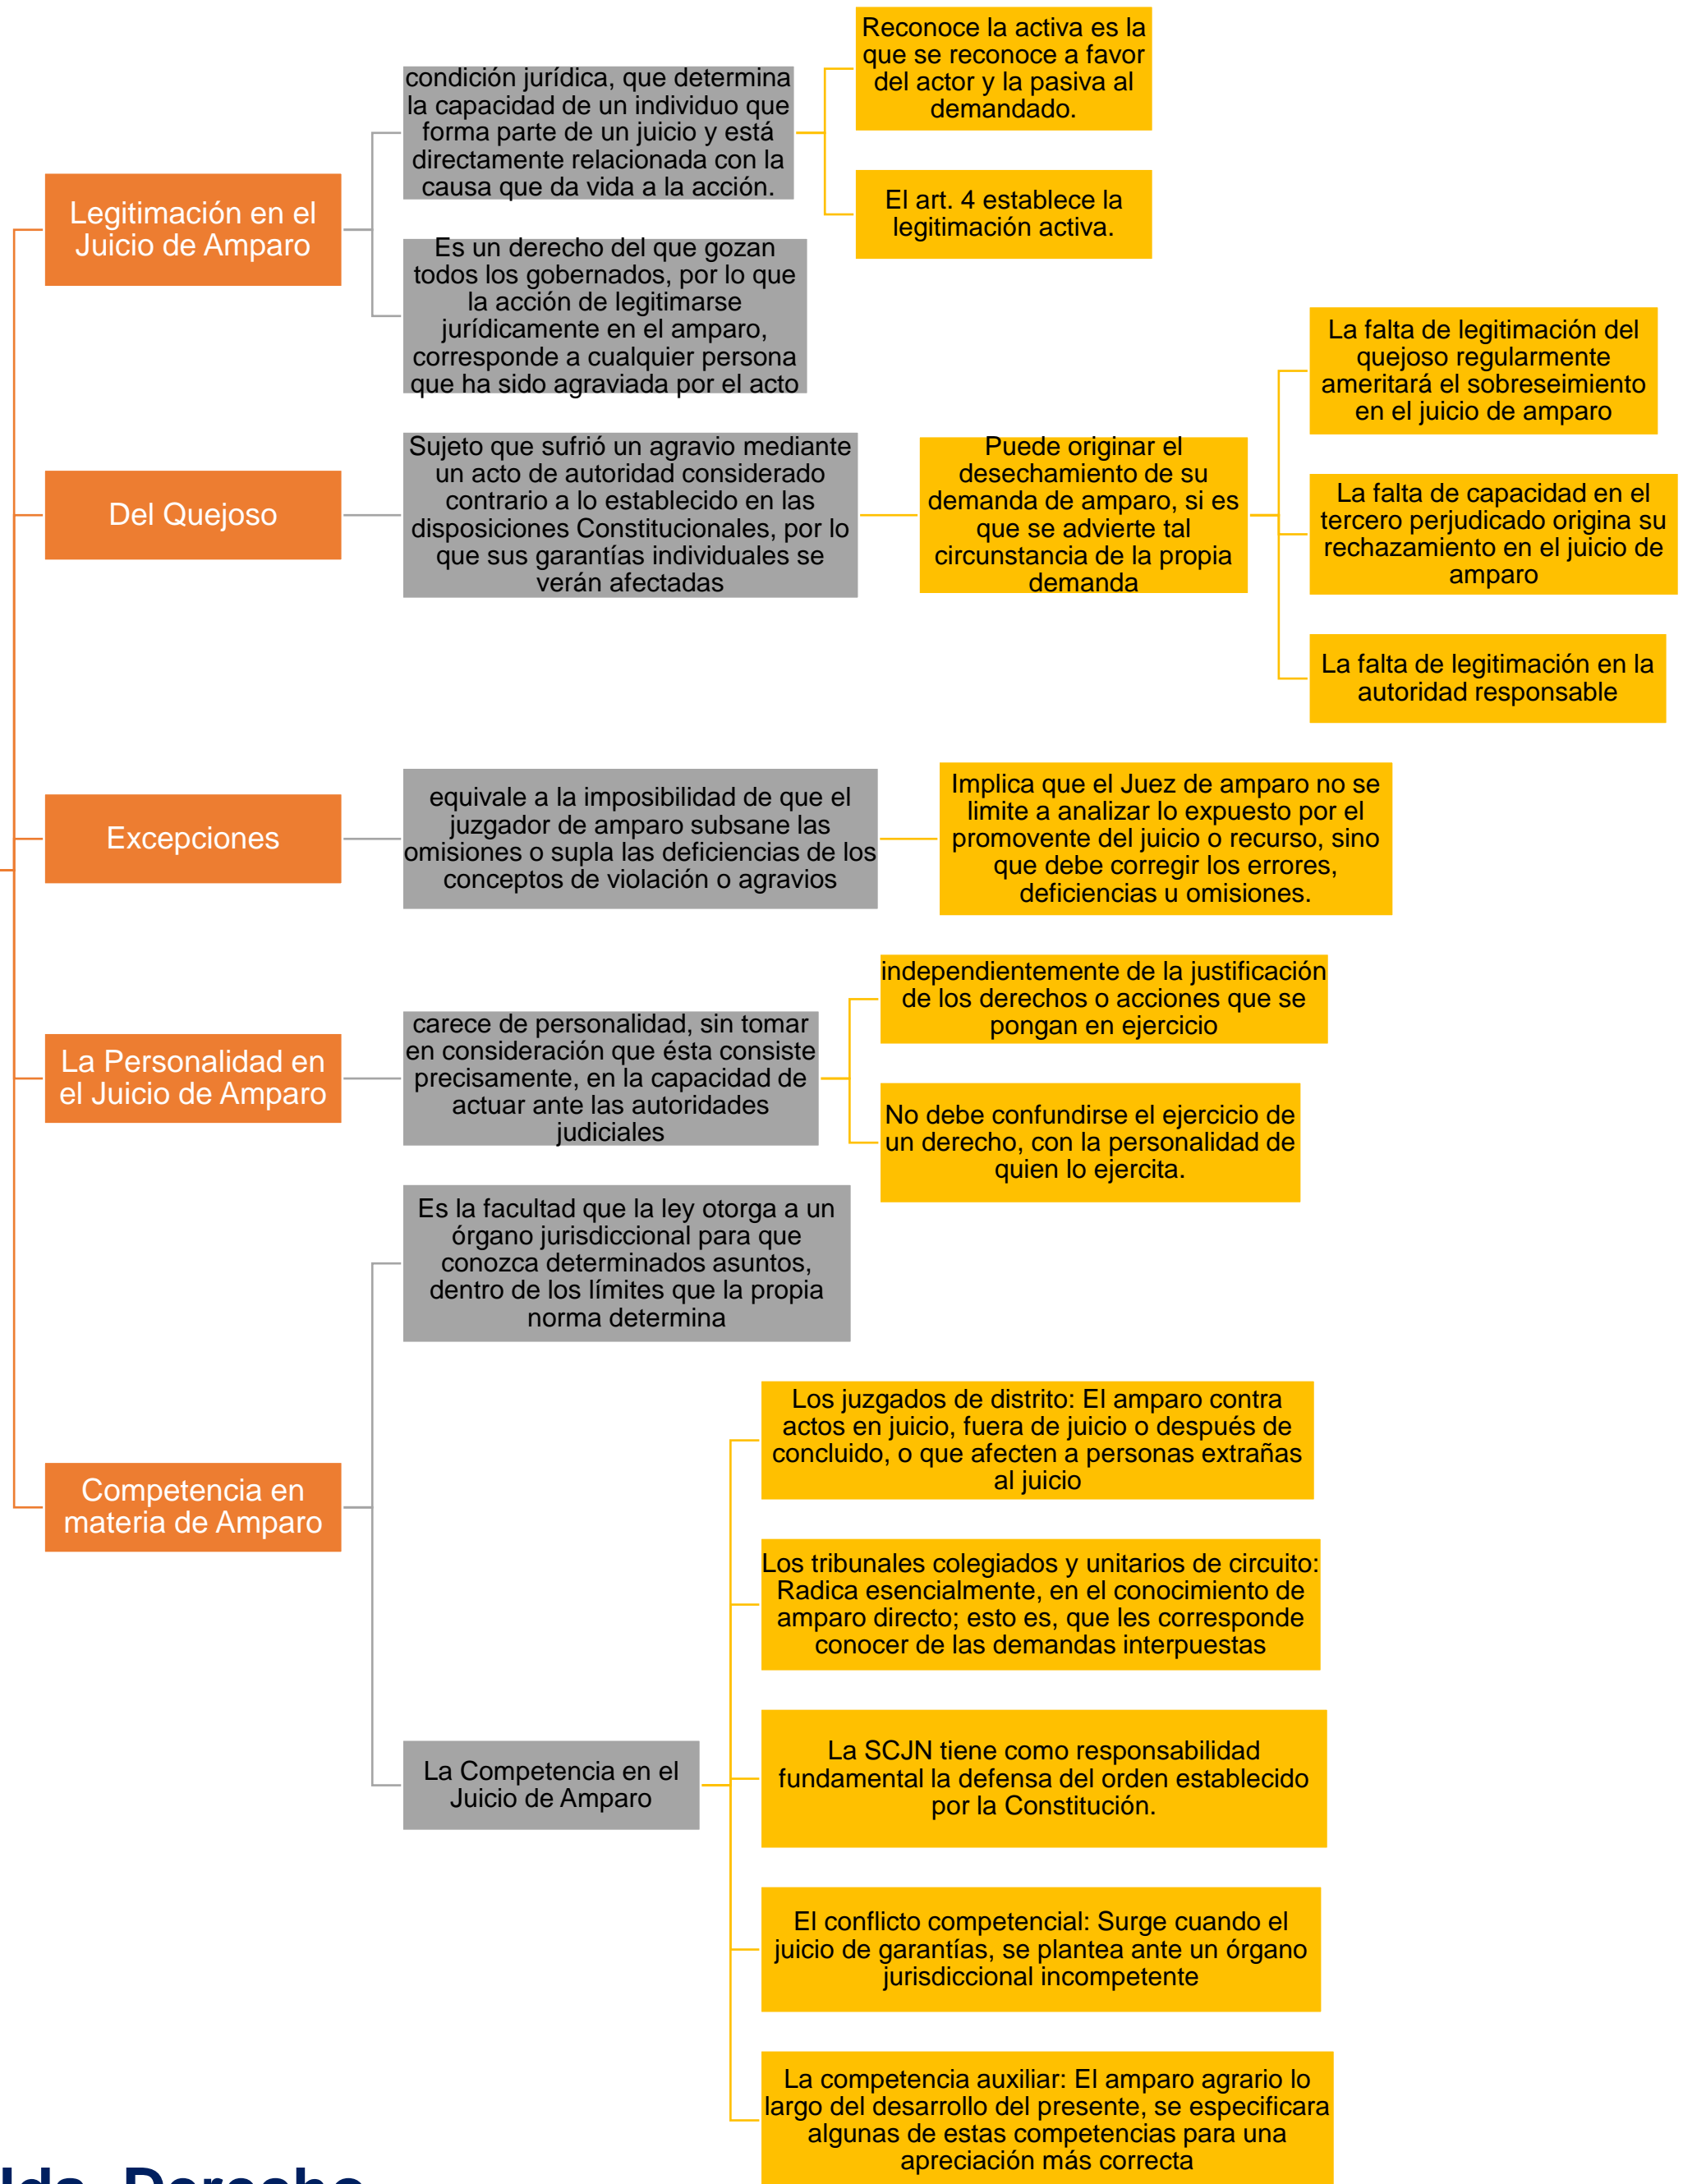 Legitimación en el
Juicio de Amparo
condición jurídica, que determina
la capacidad de un individuo que
forma parte de un juicio y está
directamente relacionada con la
causa que da vida a la acción.
Reconoce la activa es la
que se reconoce a favor
del actor y la pasiva al
demandado.
El art. 4 establece la
legitimación activa.
Es un derecho del que gozan
todos los gobernados, por lo que
la acción de legitimarse
jurídicamente en el amparo,
corresponde a cualquier persona
que ha sido agraviada por el acto
Del Quejoso
Sujeto que sufrió un agravio mediante
un acto de autoridad considerado
contrario a lo establecido en las
disposiciones Constitucionales, por lo
que sus garantías individuales se
verán afectadas
Puede originar el
desechamiento de su
demanda de amparo, si es
que se advierte tal
circunstancia de la propia
demanda
La falta de legitimación del
quejoso regularmente
ameritará el sobreseimiento
en el juicio de amparo
La falta de capacidad en el
tercero perjudicado origina su
rechazamiento en el juicio de
amparo
La falta de legitimación en la
autoridad responsable
Excepciones
equivale a la imposibilidad de que el
juzgador de amparo subsane las
omisiones o supla las deficiencias de los
conceptos de violación o agravios
Implica que el Juez de amparo no se
limite a analizar lo expuesto por el
promovente del juicio o recurso, sino
que debe corregir los errores,
deficiencias u omisiones.
La Personalidad en
el Juicio de Amparo
carece de personalidad, sin tomar
en consideración que ésta consiste
precisamente, en la capacidad de
actuar ante las autoridades
judiciales
independientemente de la justificación
de los derechos o acciones que se
pongan en ejercicio
No debe confundirse el ejercicio de
un derecho, con la personalidad de
quien lo ejercita.
Competencia en
materia de Amparo
Es la facultad que la ley otorga a un
órgano jurisdiccional para que
conozca determinados asuntos,
dentro de los límites que la propia
norma determina
La Competencia en el
Juicio de Amparo
Los juzgados de distrito: El amparo contra
actos en juicio, fuera de juicio o después de
concluido, o que afecten a personas extrañas
al juicio
Los tribunales colegiados y unitarios de circuito:
Radica esencialmente, en el conocimiento de
amparo directo; esto es, que les corresponde
conocer de las demandas interpuestas
La SCJN tiene como responsabilidad
fundamental la defensa del orden establecido
por la Constitución.
El conflicto competencial: Surge cuando el
juicio de garantías, se plantea ante un órgano
jurisdiccional incompetente
La competencia auxiliar: El amparo agrario lo
largo del desarrollo del presente, se especificara
algunas de estas competencias para una
apreciación más correcta
Derecho